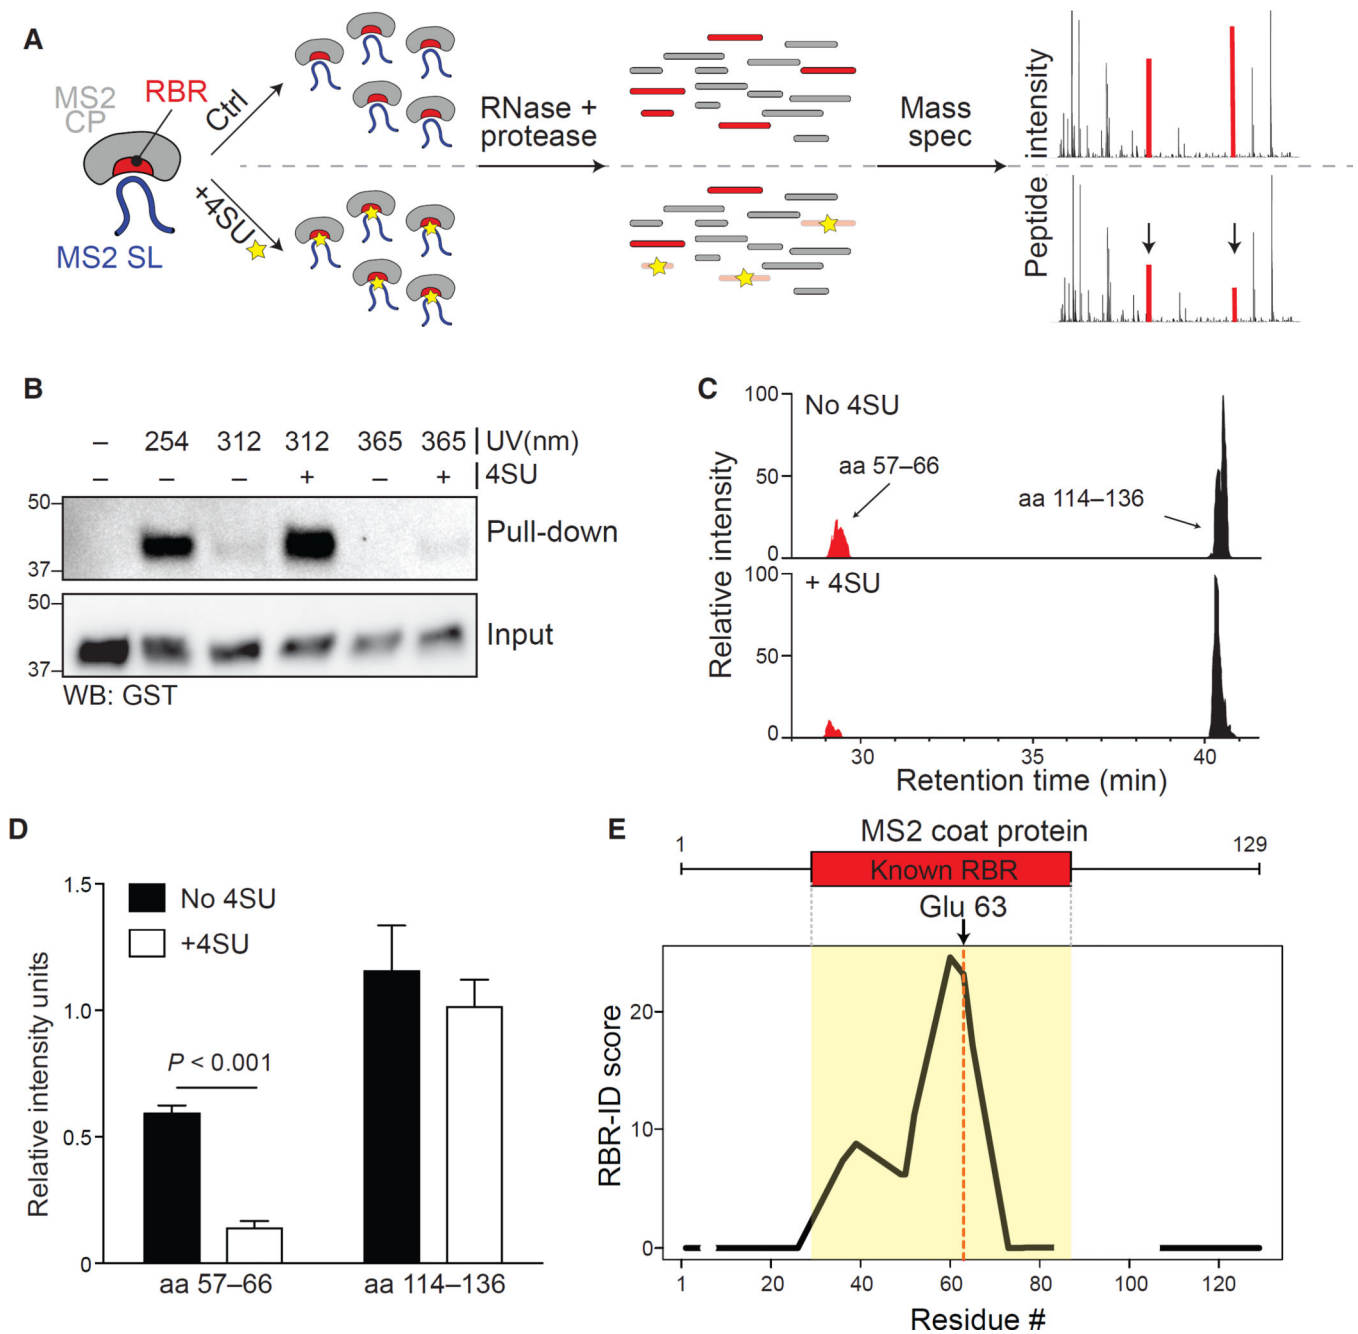 A
MS2
CP
RBR
MS2 SL
Ctrl
+4SU
RNase +
protease
Mass
spec
Peptide intensity
B
– 254 312 312 365 365 UV(nm)
– – – + – + 4SU
50
37
Pull-down
50
37
Input
WB: GST
C
No 4SU
aa 57–66
aa 114–136
100
50
0
+ 4SU
100
50
0
Relative intensity
30 35 40
Retention time (min)
D
Relative intensity units
1.5
1.0
0.5
0
No 4SU
+4SU
P < 0.001
aa 57–66
aa 114–136
E
MS2 coat protein
1
129
Known RBR
Glu 63
RBR-ID score
20
10
0
1 20 40 60 80 100 120
Residue #